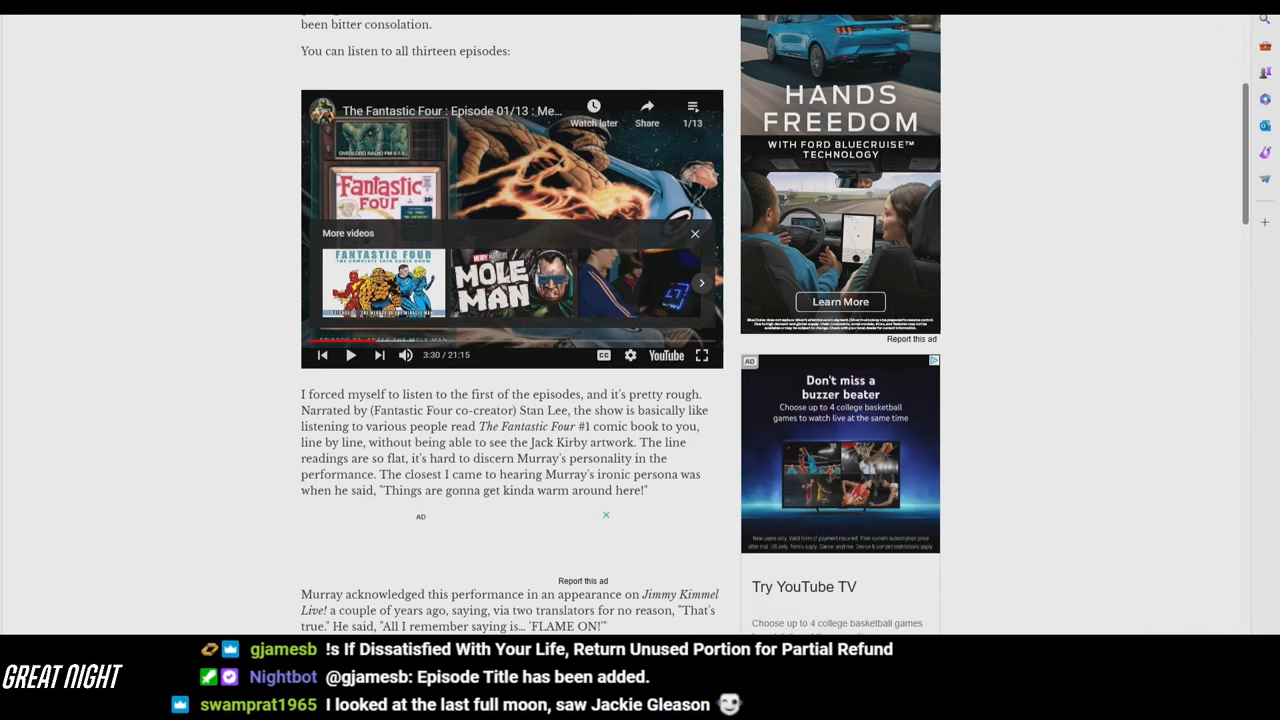 been bitter consolation.
You can listen to all thirteen episodes:
The Fantastic Four : Episode 01/13 : Me...
Watch later
Share
1/13
OVERLORD RADIO FM 61.6
FANTASTIC FOUR
More videos
FANTASTIC FOUR
MOLE MAN
3:30 / 21:15
CC
YouTube
I forced myself to listen to the first of the episodes, and it's pretty rough.
Narrated by (Fantastic Four co-creator) Stan Lee, the show is basically like
listening to various people read The Fantastic Four #1 comic book to you,
line by line, without being able to see the Jack Kirby artwork. The line
readings are so flat, it's hard to discern Murray's personality in the
performance. The closest I came to hearing Murray's ironic persona was
when he said, "Things are gonna get kinda warm around here!"
AD
Report this ad
Murray acknowledged this performance in an appearance on Jimmy Kimmel
Live! a couple of years ago, saying, via two translators for no reason, "That's
true." He said, "All I remember saying is... 'FLAME ON!'"
HANDS
FREEDOM
WITH FORD BLUECRUISE™
TECHNOLOGY
Learn More
Report this ad
AD
Don't miss a
buzzer beater
Choose up to 4 college basketball
games to watch live at the same time
Try YouTube TV
Choose up to 4 college basketball games
GREAT NIGHT
gjamesb !s If Dissatisfied With Your Life, Return Unused Portion for Partial Refund
Nightbot @gjamesb: Episode Title has been added.
swamprat1965 I looked at the last full moon, saw Jackie Gleason